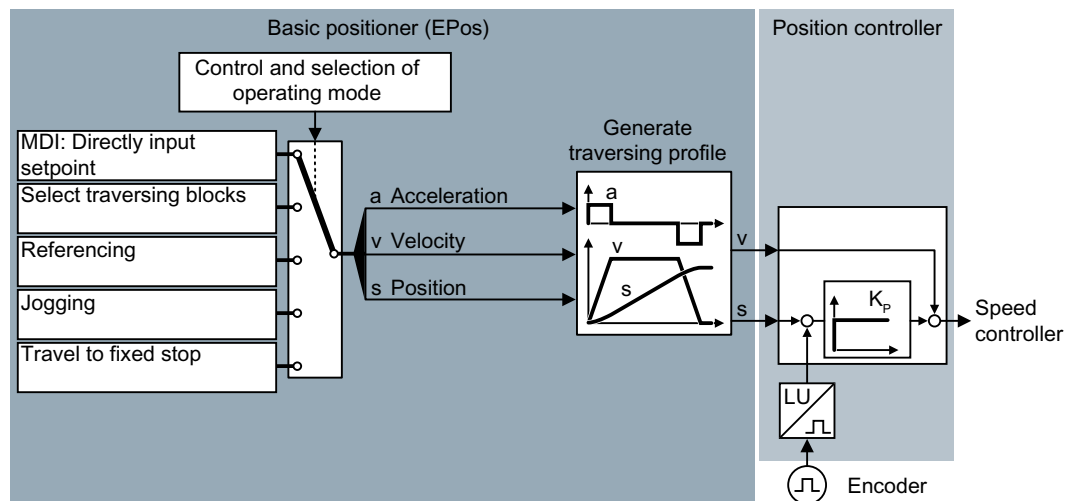 Basic positioner (EPos)
Position controller
Control and selection of
operating mode
MDI: Directly input
setpoint
Select traversing blocks
Referencing
Jogging
Travel to fixed stop
a Acceleration
v Velocity
s Position
Generate
traversing profile
a
v
s
v
s
KP
Speed
controller
LU
Encoder